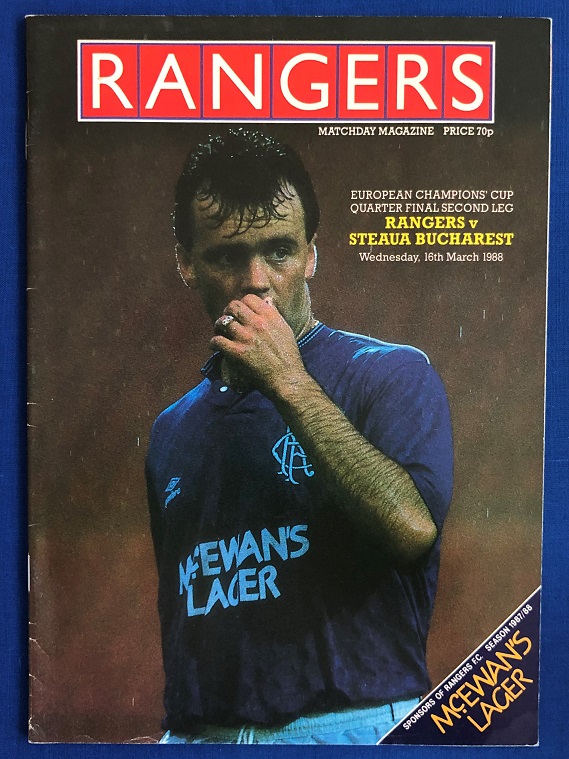 RANGERS
MATCHDAY MAGAZINE PRICE 70p
EUROPEAN CHAMPIONS' CUP
QUARTER FINAL SECOND LEG
RANGERS v
STEAUA BUCHAREST
Wednesday, 16th March 1988
McEWAN'S
LAGER
SPONSORS OF RANGERS F.C. SEASON 1987/88
McEWAN'S
LAGER